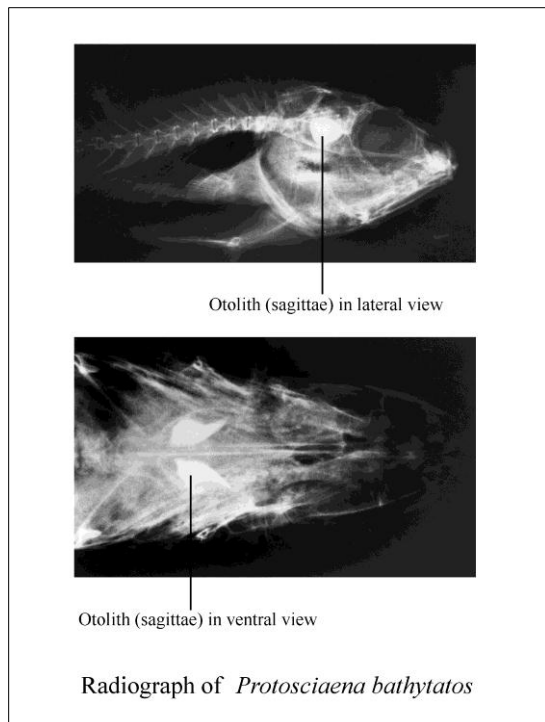 Otolith (sagittae) in lateral view
Otolith (sagittae) in ventral view
Radiograph of Protosciaena bathytatos